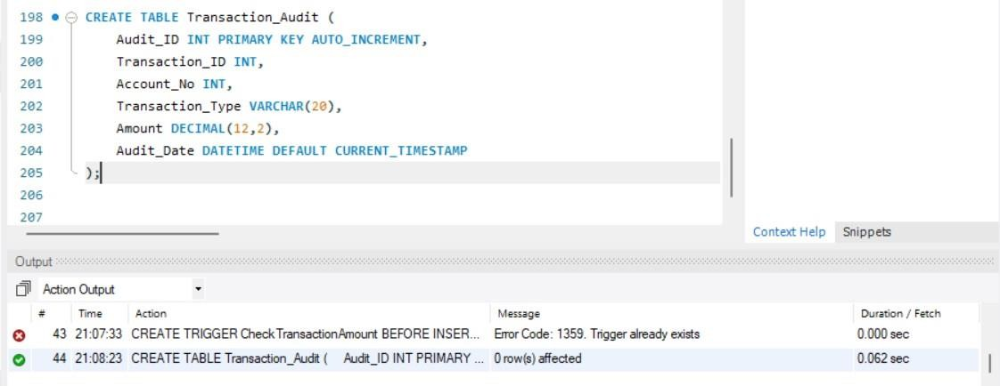 198 CREATE TABLE Transaction_Audit (
199 Audit_ID INT PRIMARY KEY AUTO_INCREMENT,
200 Transaction_ID INT,
201 Account_No INT,
202 Transaction_Type VARCHAR(20),
203 Amount DECIMAL(12,2),
204 Audit_Date DATETIME DEFAULT CURRENT_TIMESTAMP
205 );
206
207
Context Help Snippets
Output
Action Output
# Time Action Message Duration / Fetch
43 21:07:33 CREATE TRIGGER CheckTransactionAmount BEFORE INSER... Error Code: 1359. Trigger already exists 0.000 sec
44 21:08:23 CREATE TABLE Transaction_Audit ( Audit_ID INT PRIMARY ... 0 row(s) affected 0.062 sec